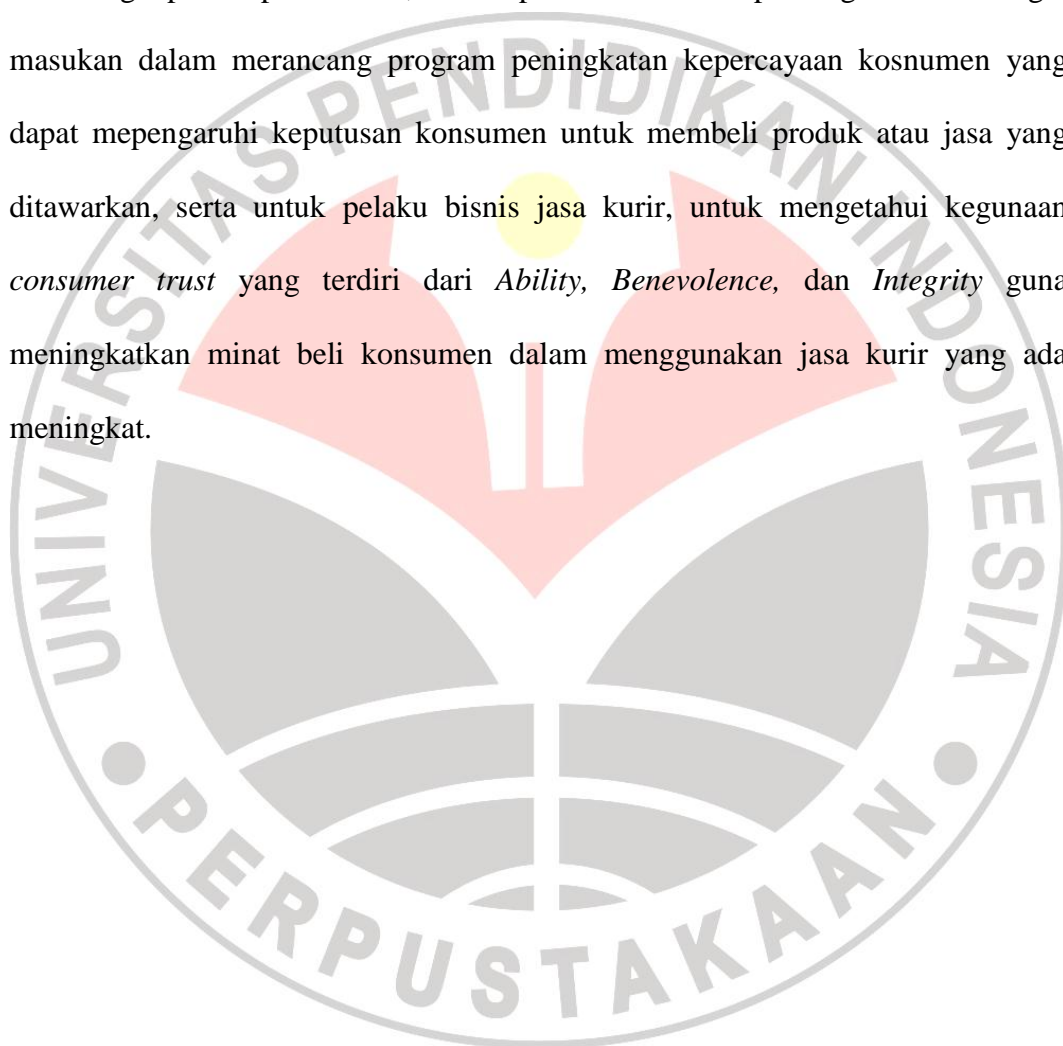 masukan dalam merancang program peningkatan kepercayaan kosnumen yang
dapat mepengaruhi keputusan konsumen untuk membeli produk atau jasa yang
ditawarkan, serta untuk pelaku bisnis jasa kurir, untuk mengetahui kegunaan
consumer trust yang terdiri dari Ability, Benevolence, dan Integrity guna
meningkatkan minat beli konsumen dalam menggunakan jasa kurir yang ada
meningkat.
UNIVERSITAS PENDIDIKAN INDONESIA
PERPUSTAKAAN